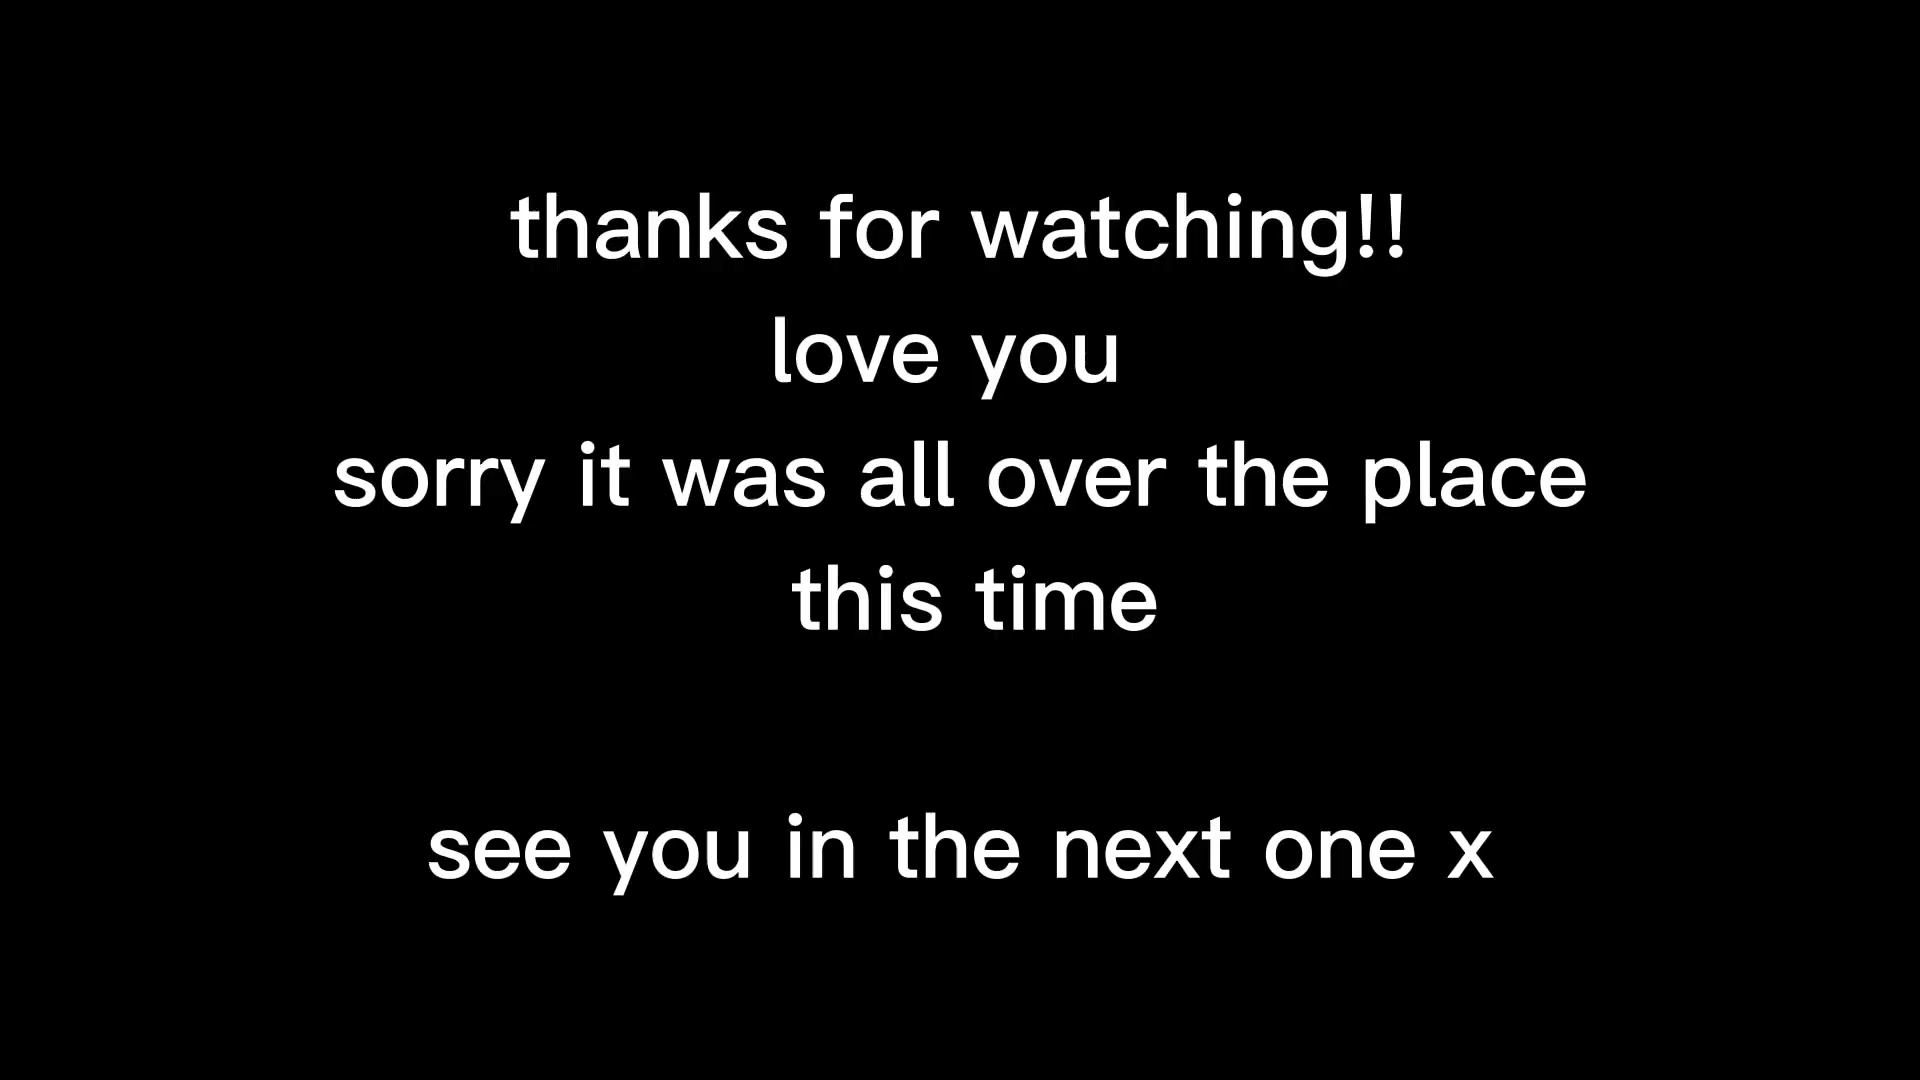 thanks for watching!!
love you
sorry it was all over the place
this time
see you in the next one x